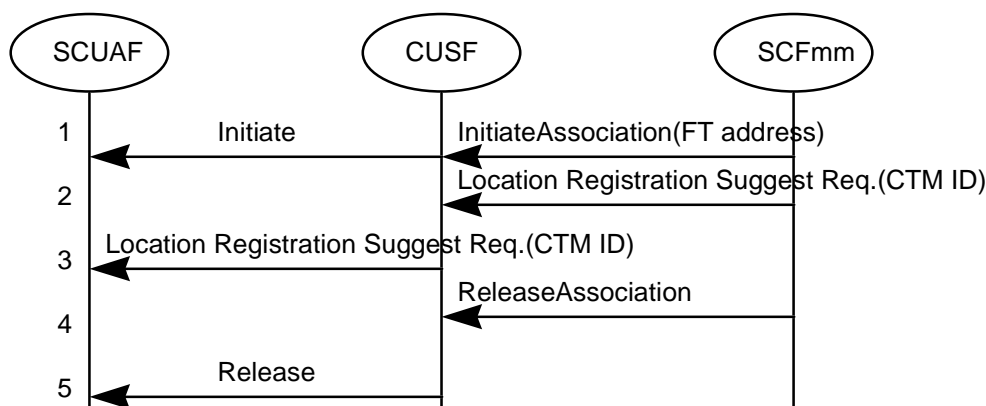 SCUAF CUSF SCFmm
1 Initiate InitiateAssociation(FT address)
Location Registration Suggest Req.(CTM ID)
2
Location Registration Suggest Req.(CTM ID)
3
ReleaseAssociation
4
Release
5